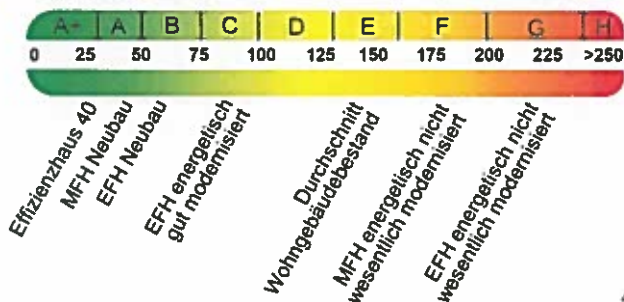 A+ A B C D E F G H
0 25 50 75 100 125 150 175 200 225 >250
Effizienzhaus 40
MFH Neubau
EFH Neubau
EFH energetisch
gut modernisiert
Durchschnitt
Wohngebäudebestand
MFH energetisch nicht
wesentlich modernisiert
EFH energetisch nicht
wesentlich modernisiert